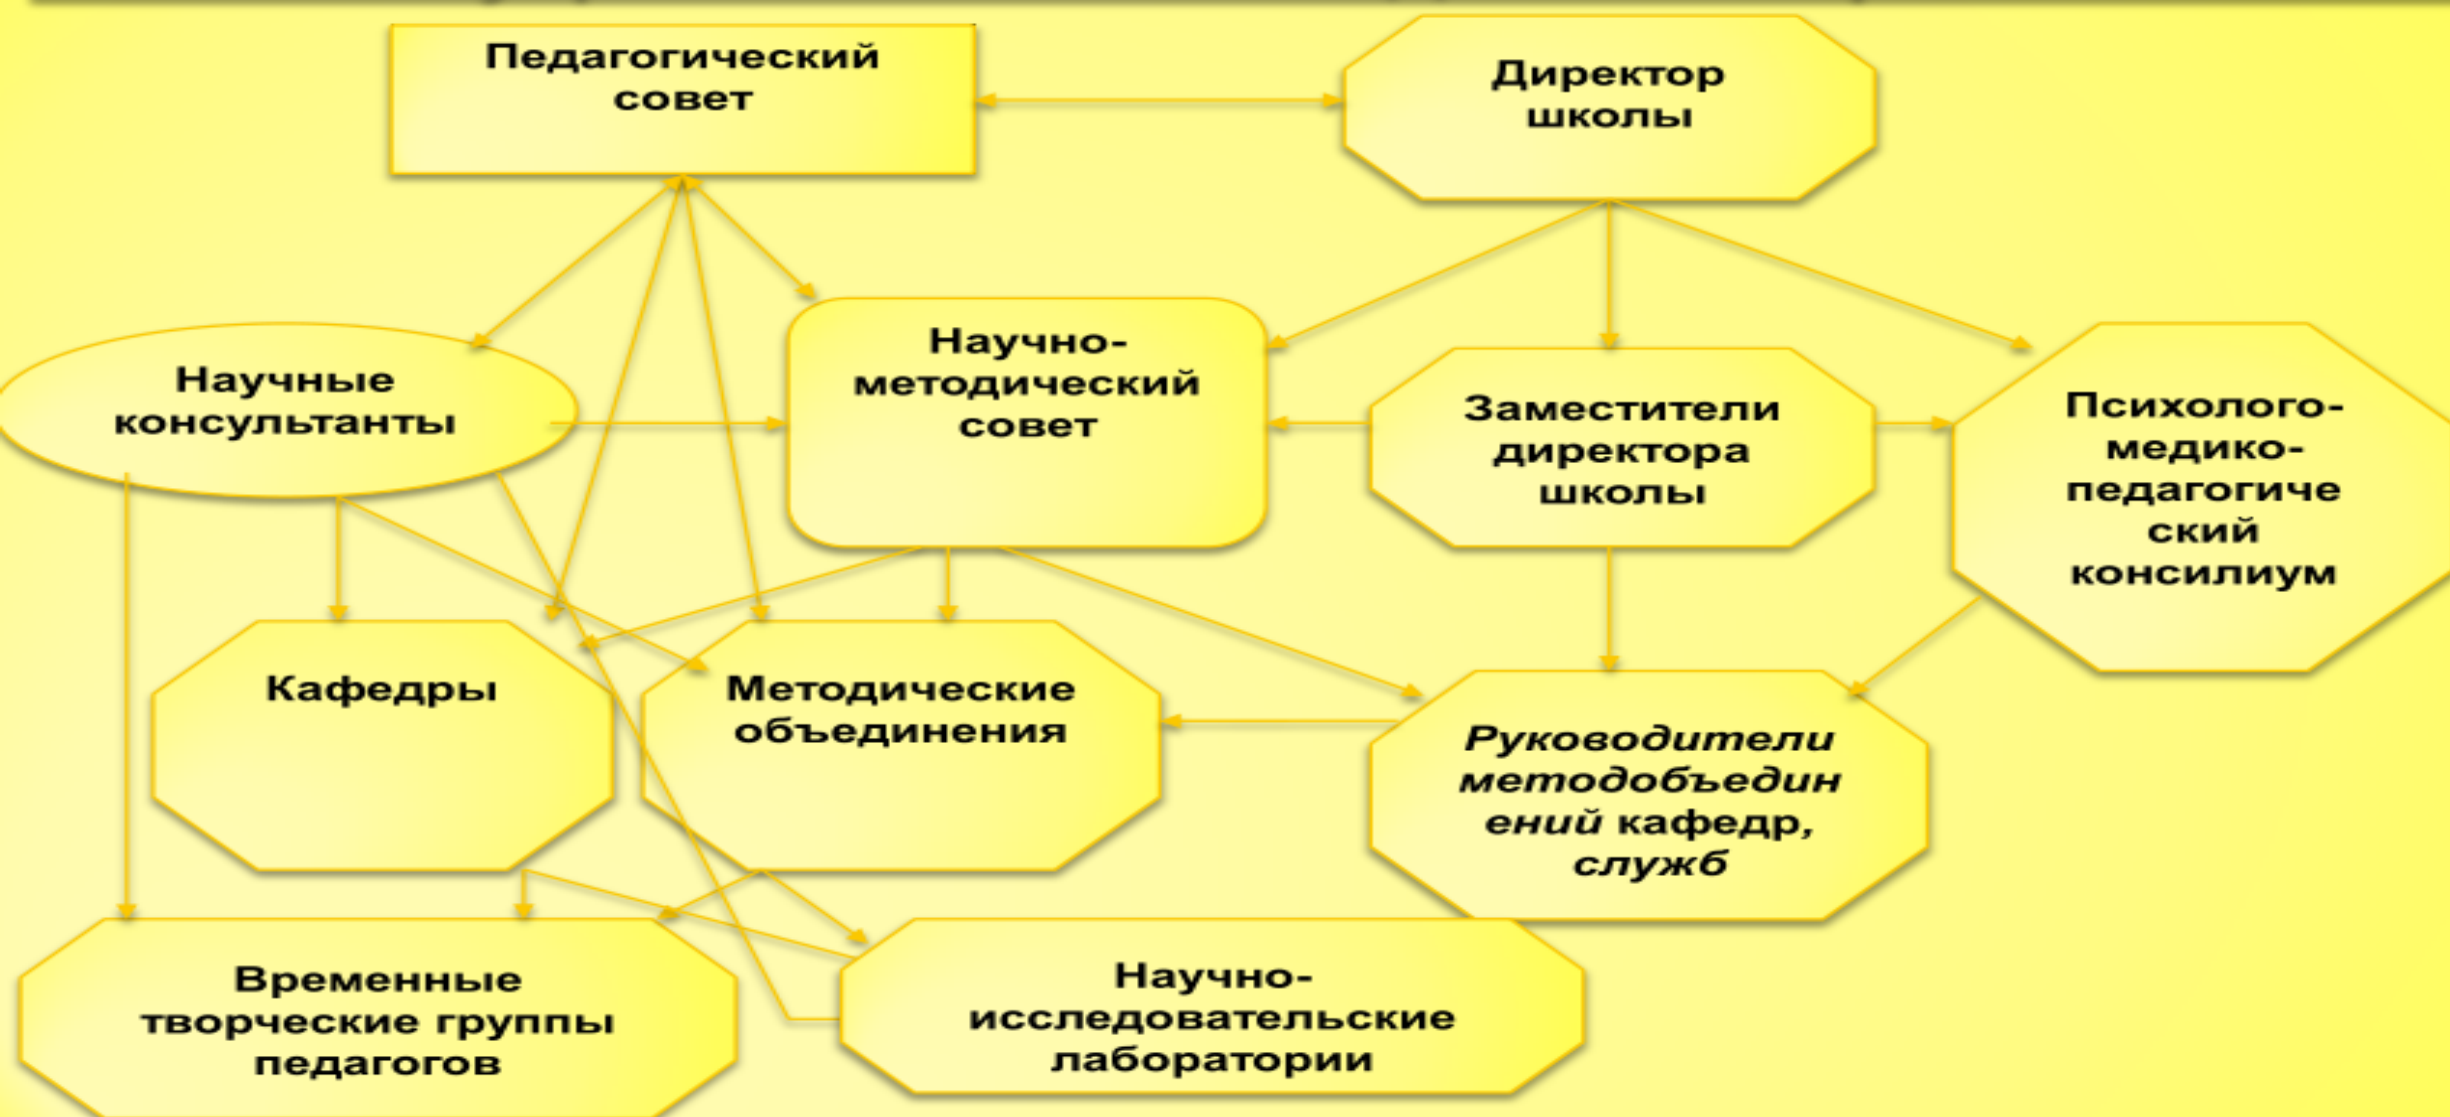 Педагогический
совет
Директор
школы
Научные
консультанты
Научно-
методический
совет
Заместители
директора
школы
Психолого-
медико-
педагогиче
ский
консилиум
Кафедры
Методические
объединения
Руководители
методобъедин
ений кафедр,
служб
Временные
творческие группы
педагогов
Научно-
исследовательские
лаборатории